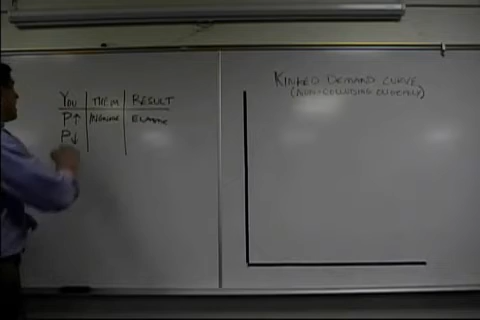 YOU THEM RESULT
P↑ IGNORE ELASTIC
P↓
KINKED DEMAND CURVE
(NON-COLLUDING OLIGOPOLY)